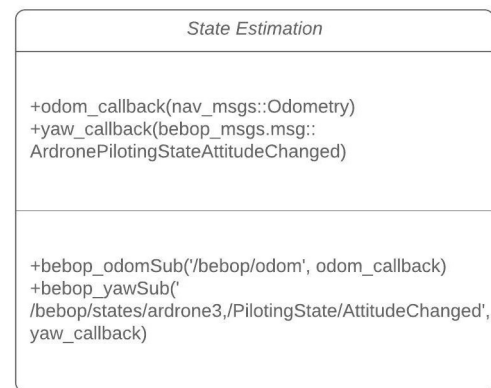 State Estimation
+odom_callback(nav_msgs::Odometry)
+yaw_callback(bebop_msgs.msg::
ArdronePilotingStateAttitudeChanged)
+bebop_odomSub('/bebop/odom', odom_callback)
+bebop_yawSub('
/bebop/states/ardrone3,/PilotingState/AttitudeChanged',
yaw_callback)